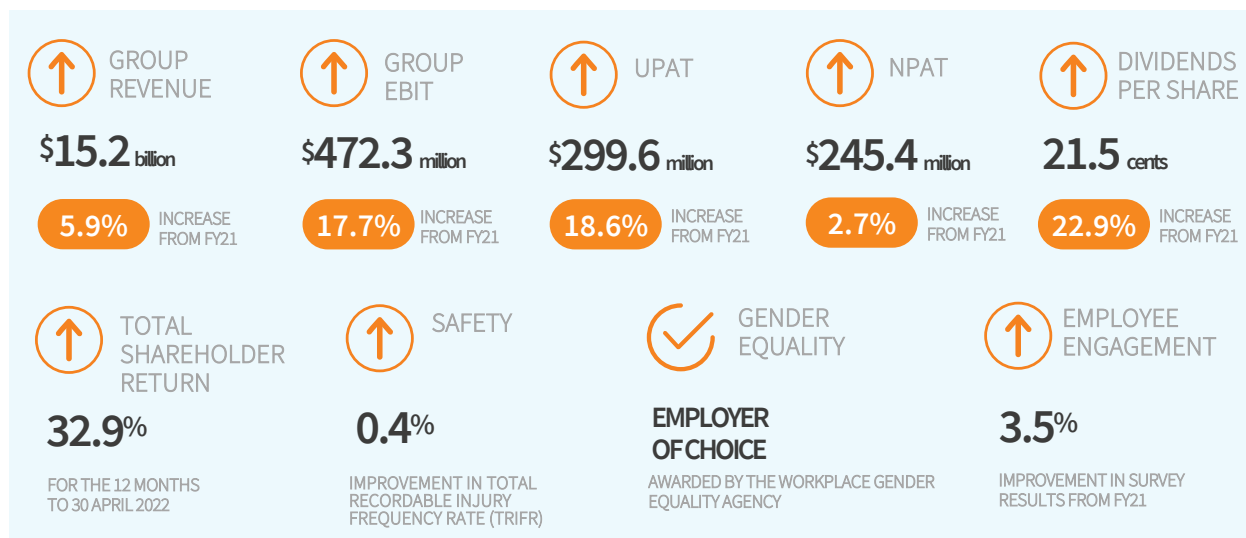 GROUP
REVENUE
$15.2 billion
5.9%
INCREASE
FROM FY21
GROUP
EBIT
$472.3 million
17.7%
INCREASE
FROM FY21
UPAT
$299.6 million
18.6%
INCREASE
FROM FY21
NPAT
$245.4 million
2.7%
INCREASE
FROM FY21
DIVIDENDS
PER SHARE
21.5 cents
22.9%
INCREASE
FROM FY21
TOTAL
SHAREHOLDER
RETURN
32.9%
FOR THE 12 MONTHS
TO 30 APRIL 2022
SAFETY
0.4%
IMPROVEMENT IN TOTAL
RECORDABLE INJURY
FREQUENCY RATE (TRIFR)
GENDER
EQUALITY
EMPLOYER
OF CHOICE
AWARDED BY THE WORKPLACE GENDER
EQUALITY AGENCY
EMPLOYEE
ENGAGEMENT
3.5%
IMPROVEMENT IN SURVEY
RESULTS FROM FY21